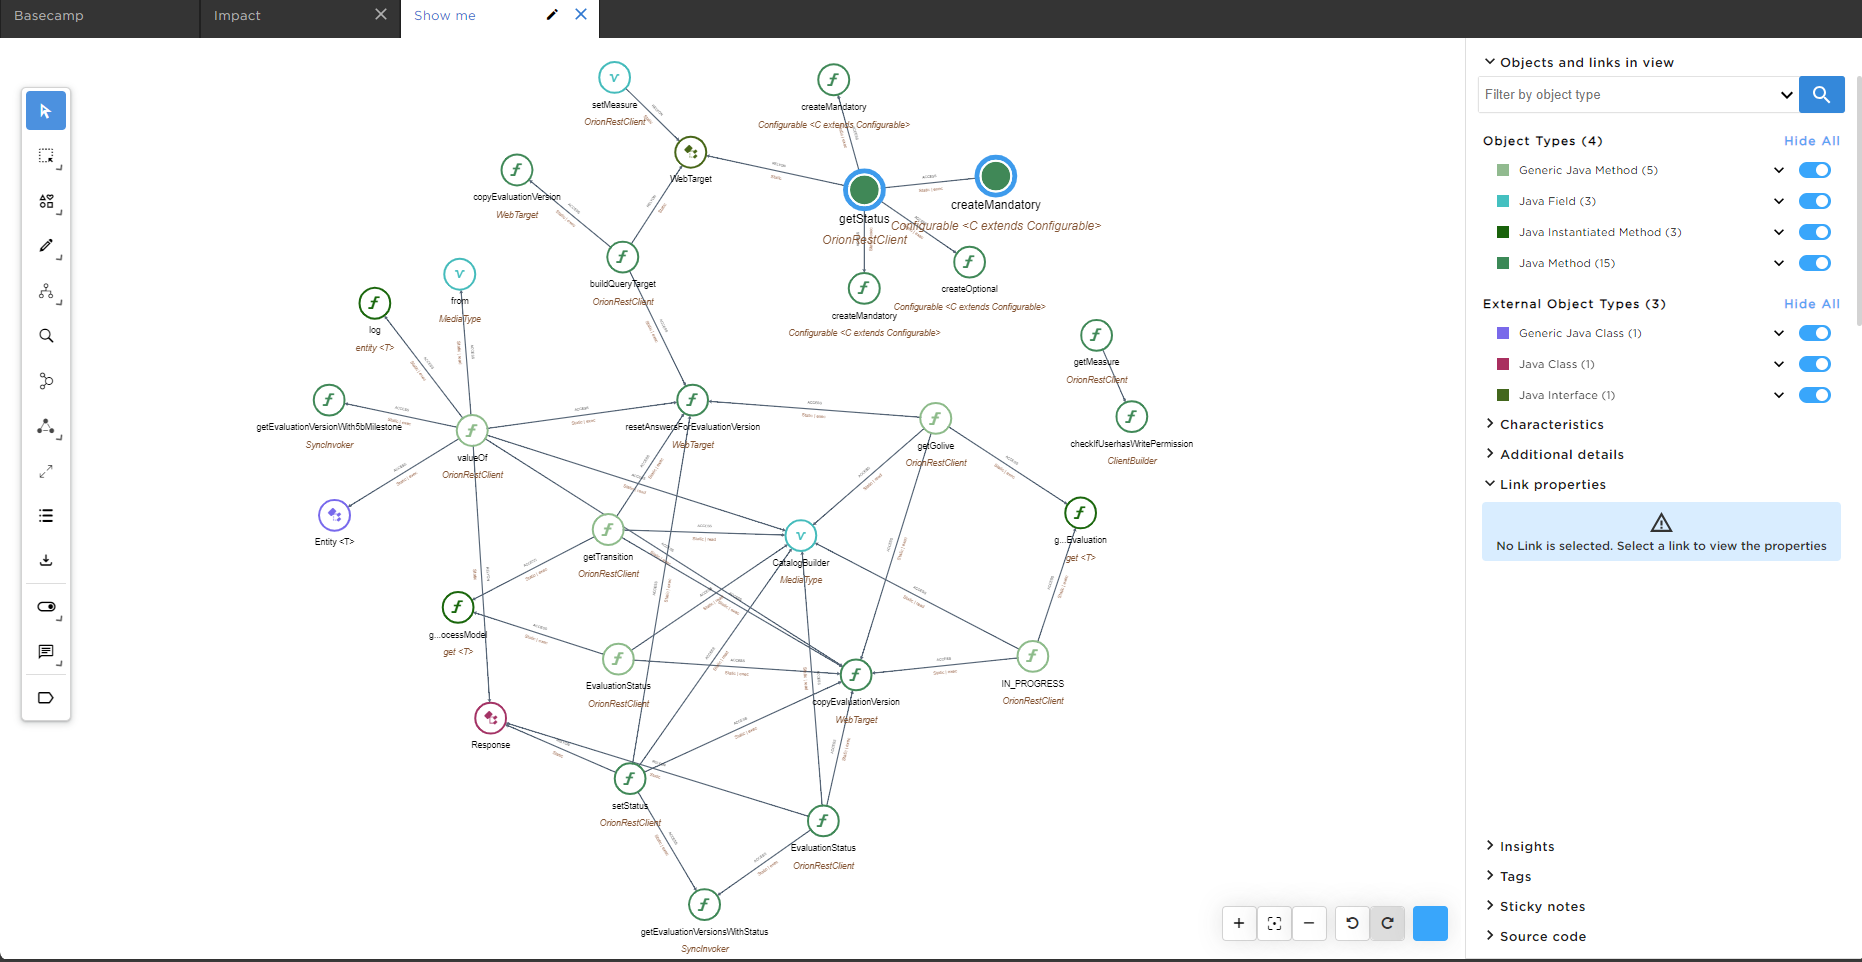 Basecamp
Impact
Show me
setMeasure
OrionRestClient
createMandatory
Configurable <C extends Configurable>
WebTarget
copyEvaluationVersion
WebTarget
getStatus
OrionRestClient
createMandatory
Configurable <C extends Configurable>
buildQueryTarget
OrionRestClient
createOptional
Configurable <C extends Configurable>
createMandatory
Configurable <C extends Configurable>
from
MediaType
log
entity <T>
getMeasure
OrionRestClient
getEvaluationVersionWith5bMilestone
SyncInvoker
resetAnswersForEvaluationVersion
WebTarget
valueOf
OrionRestClient
getGolive
OrionRestClient
checkIfUserhasWritePermission
ClientBuilder
Entity <T>
getTransition
OrionRestClient
CatalogBuilder
MediaType
g...Evaluation
get <T>
g...ocessModel
get <T>
EvaluationStatus
OrionRestClient
copyEvaluationVersion
WebTarget
IN_PROGRESS
OrionRestClient
Response
setStatus
OrionRestClient
EvaluationStatus
OrionRestClient
getEvaluationVersionsWithStatus
SyncInvoker
Objects and links in view
Filter by object type
Object Types (4)
Hide All
Generic Java Method (5)
Java Field (3)
Java Instantiated Method (3)
Java Method (15)
External Object Types (3)
Hide All
Generic Java Class (1)
Java Class (1)
Java Interface (1)
Characteristics
Additional details
Link properties
No Link is selected. Select a link to view the properties
Insights
Tags
Sticky notes
Source code